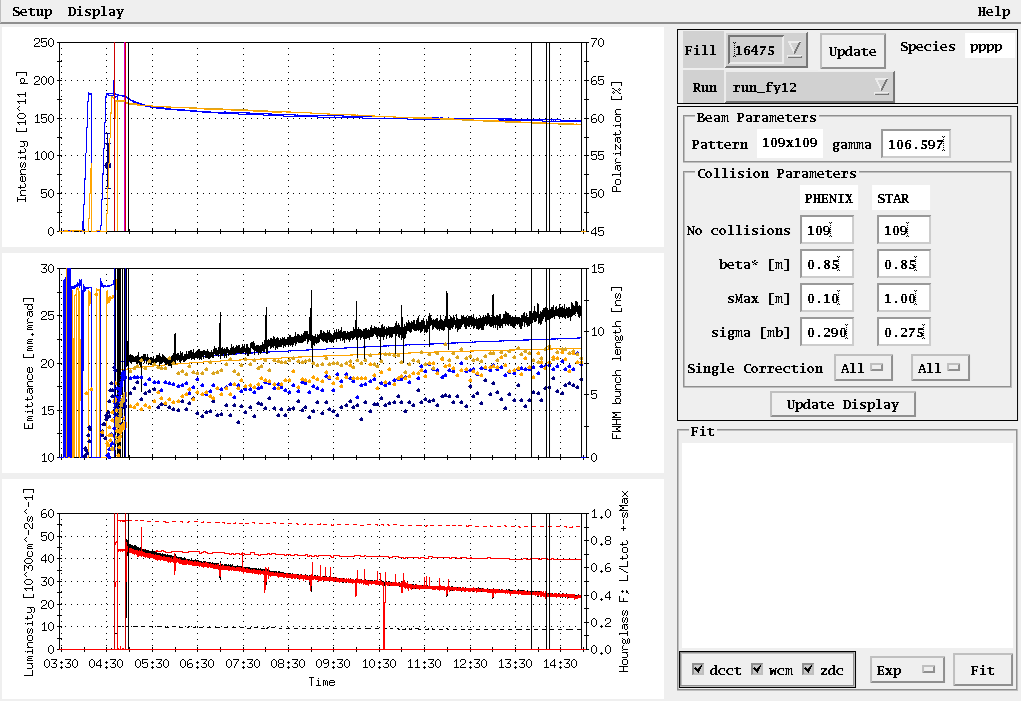 Setup Display Help
250
200
150
100
50
0
Intensity [10^11 p]
70
65
60
55
50
45
Polarization [%]
30
25
20
15
10
Emittance [mm mrad]
15
10
5
0
FWHM bunch length [ns]
60
50
40
30
20
10
0
Luminosity [10^30cm^-2s^-1]
1.0
0.8
0.6
0.4
0.2
0.0
Hourglass F; L/Ltot +-sMax
03:30 04:30 05:30 06:30 07:30 08:30 09:30 10:30 11:30 12:30 13:30 14:30
Time
Fill 16475 Update Species pppp
Run run_fy12
Beam Parameters
Pattern 109x109 gamma 106.597
Collision Parameters
PHENIX STAR
No collisions 109 109
beta* [m] 0.85 0.85
sMax [m] 0.10 1.00
sigma [mb] 0.290 0.275
Single Correction All All
Update Display
Fit
dcct wcm zdc Exp Fit